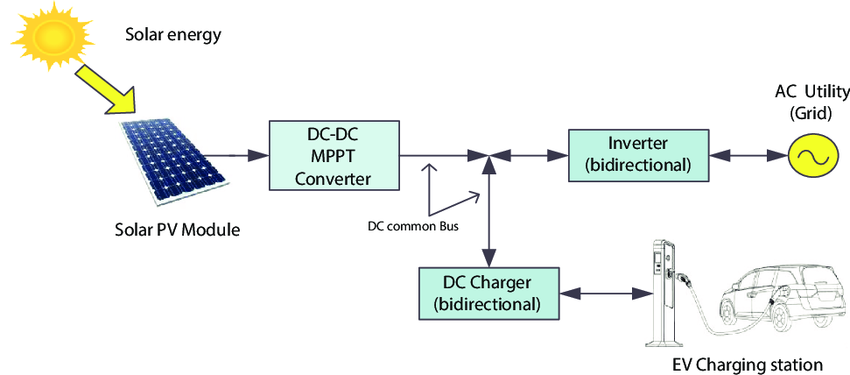 Solar energy
AC Utility
(Grid)
DC-DC
MPPT
Converter
Inverter
(bidirectional)
Solar PV Module
DC common Bus
DC Charger
(bidirectional)
EV Charging station